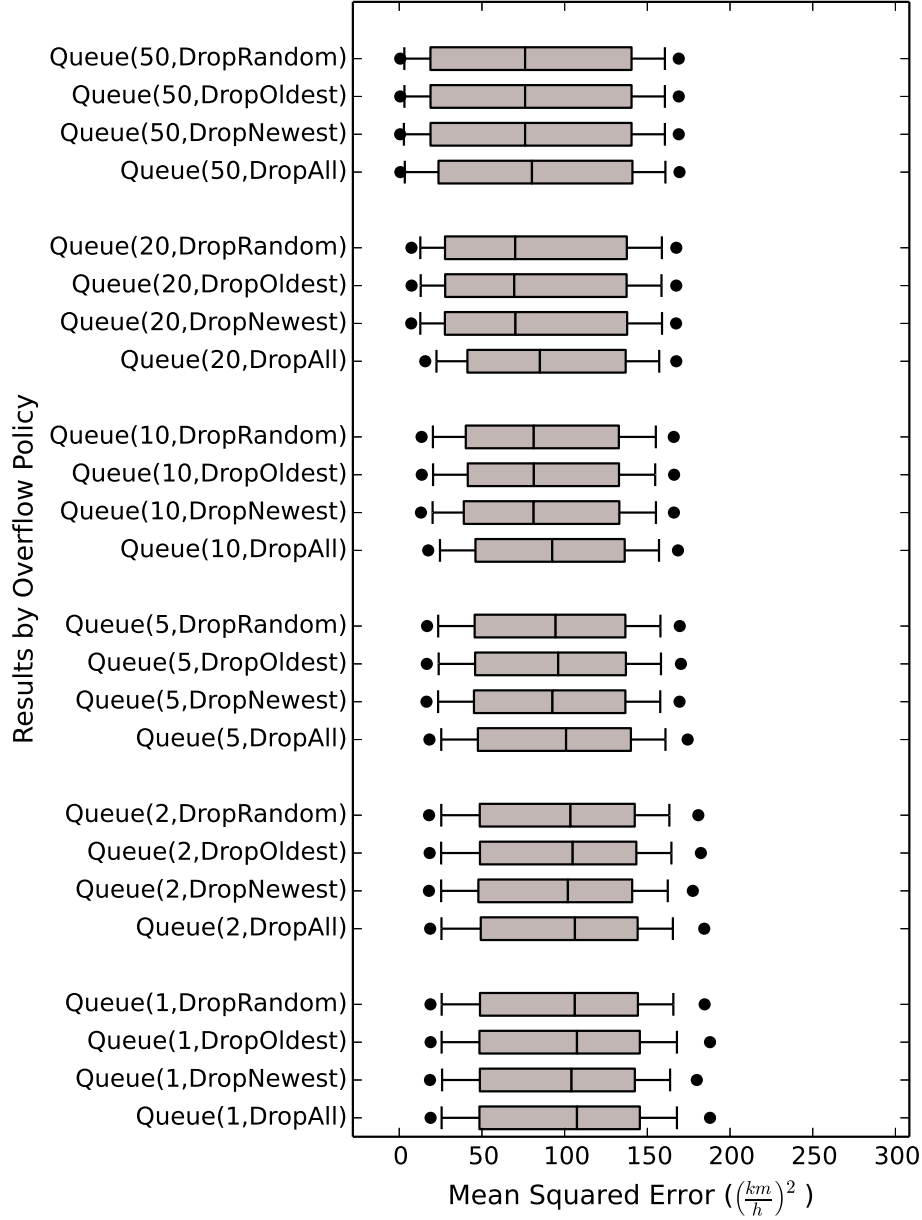 Results by Overflow Policy
Queue(50,DropRandom)
Queue(50,DropOldest)
Queue(50,DropNewest)
Queue(50,DropAll)
Queue(20,DropRandom)
Queue(20,DropOldest)
Queue(20,DropNewest)
Queue(20,DropAll)
Queue(10,DropRandom)
Queue(10,DropOldest)
Queue(10,DropNewest)
Queue(10,DropAll)
Queue(5,DropRandom)
Queue(5,DropOldest)
Queue(5,DropNewest)
Queue(5,DropAll)
Queue(2,DropRandom)
Queue(2,DropOldest)
Queue(2,DropNewest)
Queue(2,DropAll)
Queue(1,DropRandom)
Queue(1,DropOldest)
Queue(1,DropNewest)
Queue(1,DropAll)
0 50 100 150 200 250 300
Mean Squared Error ((km/h)² )